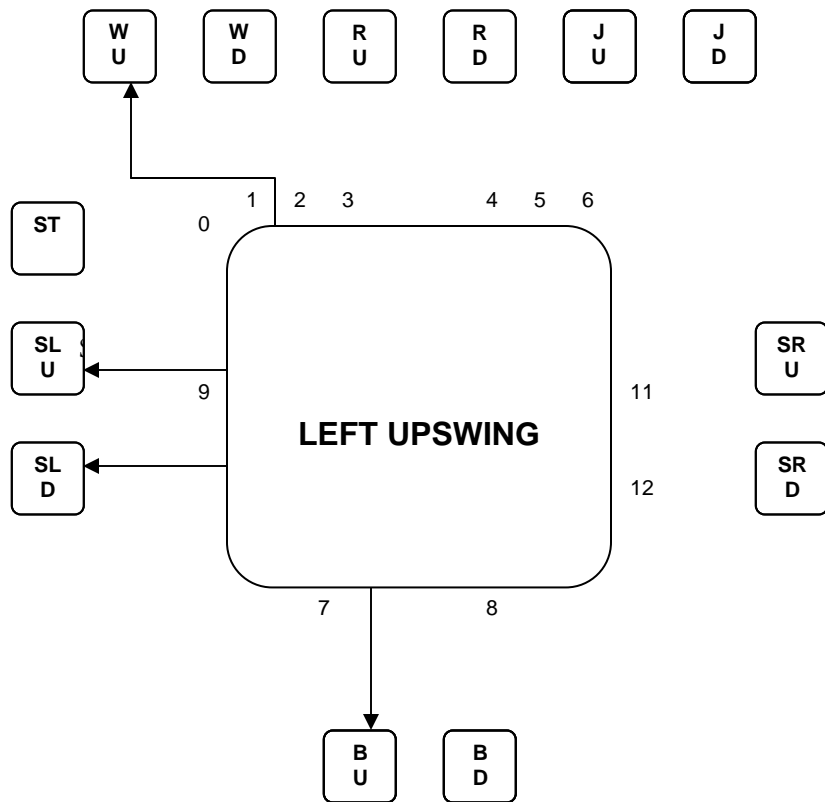 W W R R J J
U D U D U D
1 2 3 4 5 6
0
ST
SL SR
U U
9 11
LEFT UPSWING
SL SR
D D
12
7 8
B B
U D